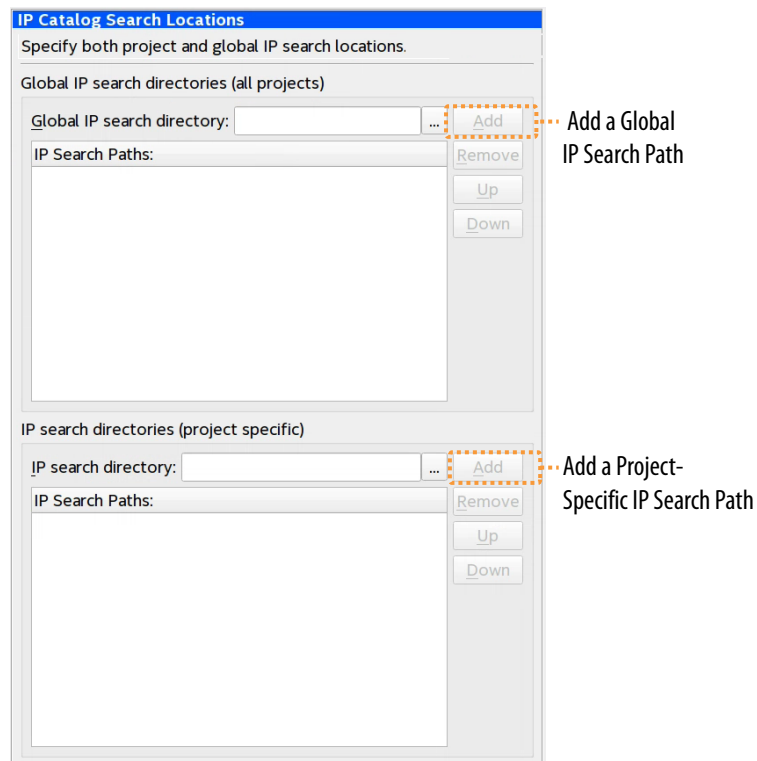 IP Catalog Search Locations
Specify both project and global IP search locations.
Global IP search directories (all projects)
Global IP search directory:
...
Add
Add a Global
IP Search Path
IP Search Paths:
Remove
Up
Down
IP search directories (project specific)
IP search directory:
...
Add
Add a Project-
Specific IP Search Path
IP Search Paths:
Remove
Up
Down